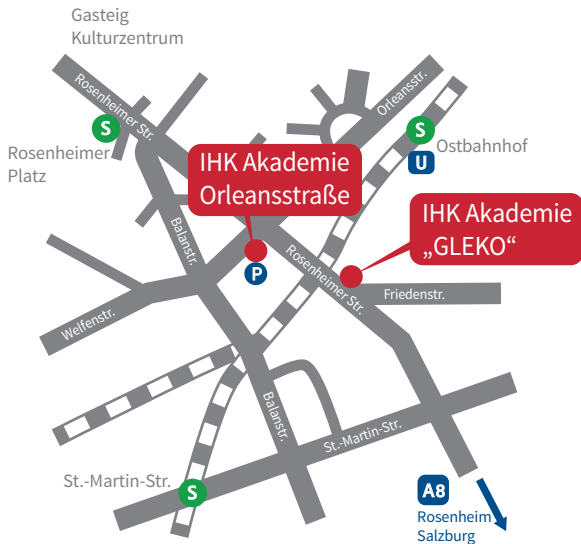 Gasteig
Kulturzentrum
Rosenheimer Str.
Orleansstr.
S
Rosenheimer
Platz
S
Ostbahnhof
U
IHK Akademie
Orleansstraße
IHK Akademie
„GLEKO“
Balanstr.
P
Rosenheimer Str.
Friedenstr.
Welfenstr.
Balanstr.
St.-Martin-Str.
St.-Martin-Str.
S
A8
Rosenheim
Salzburg